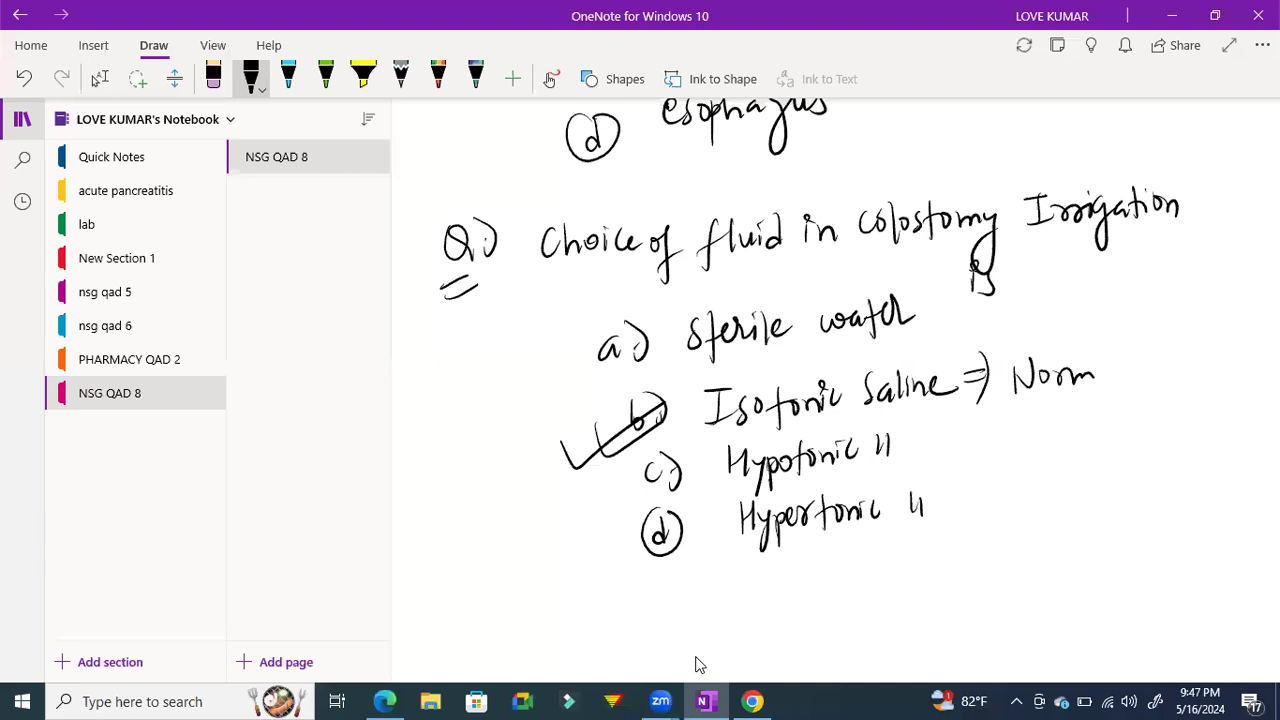 OneNote for Windows 10
LOVE KUMAR
Home Insert Draw View Help
Share
Shapes
Ink to Shape
Ink to Text
LOVE KUMAR's Notebook
Quick Notes
acute pancreatitis
lab
New Section 1
nsg qad 5
nsg qad 6
PHARMACY QAD 2
NSG QAD 8
NSG QAD 8
d esophagus
Q.) Choice of fluid in Colostomy Irrigation
is
a.) Sterile water
b.) Isotonic Saline => Norm
c.) Hypotonic "
d Hypertonic "
Add section
Add page
Type here to search
zm
N
82°F
9:47 PM
5/16/2024
17